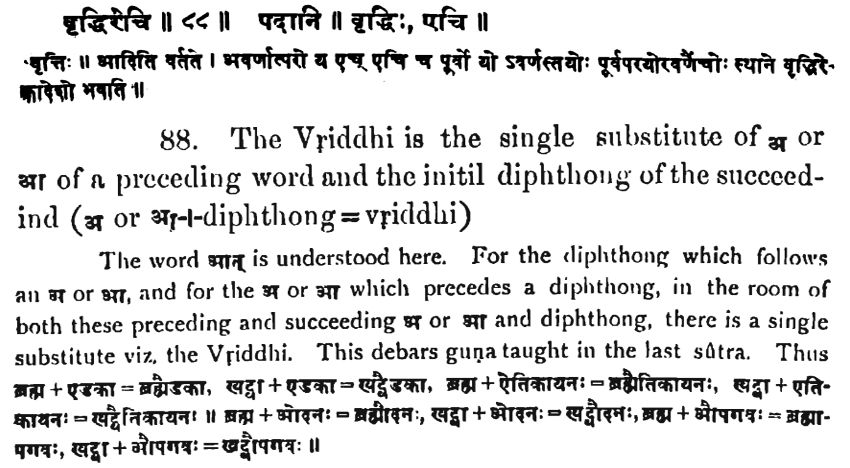 वृद्धिरेचि ॥ ८८ ॥ पदानि ॥ वृद्धिः, एचि ॥
वृत्तिः ॥ आदिति वर्तते । अवर्णात्परो य एच् एचि च पूर्वो यो ऽवर्णस्तयोः पूर्वपरयोरवर्णैचोः स्थाने वृद्धिरे-
कादेशो भवति ॥
88. The Vṛiddhi is the single substitute of अ or
आ of a preceding word and the initil diphthong of the succeed-
ind (अ or आ+diphthong=vṛiddhi)
The word आत् is understood here. For the diphthong which follows
an अ or आ, and for the अ or आ which precedes a diphthong, in the room of
both these preceding and succeeding अ or आ and diphthong, there is a single
substitute viz. the Vṛiddhi. This debars guṇa taught in the last sûtra. Thus
ब्रह्म + एडका = ब्रह्मैडका, खट्वा + एडका = खट्वैडका, ब्रह्म + ऐतिकायनः = ब्रह्मैतिकायनः, खट्वा + एति-
कायनः = खट्वैतिकायनः ॥ ब्रह्म + ओदनः = ब्रह्मौदनः, खट्वा + ओदनः = खट्वौदनः, ब्रह्म + औपगवः = ब्रह्मा-
पगवः, खट्वा + औपगवः = खट्वौपगवः ॥